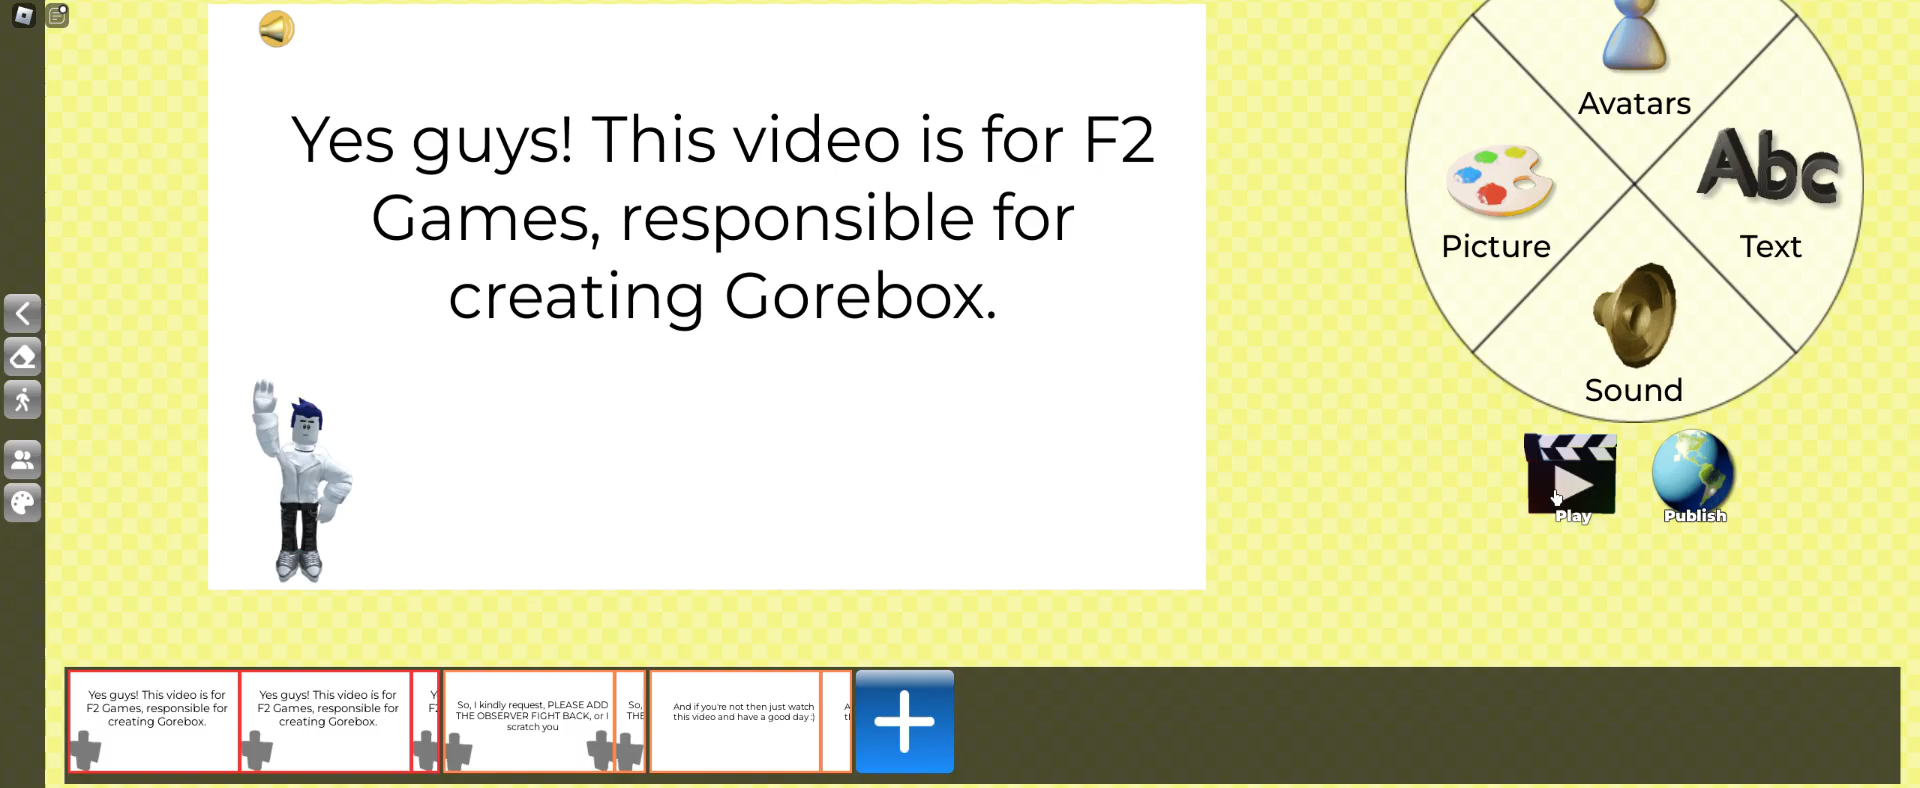 Yes guys! This video is for F2
Games, responsible for
creating Gorebox.
Avatars
Abc
Picture
Text
Sound
Play
Publish
Yes guys! This video is for
F2 Games, responsible for
creating Gorebox.
Yes guys! This video is for
F2 Games, responsible for
creating Gorebox.
Y
F2
So, I kindly request, PLEASE ADD
THE OBSERVER FIGHT BACK, or I
scratch you
So,
THE
And if you're not then just watch
this video and have a good day :)
A
t